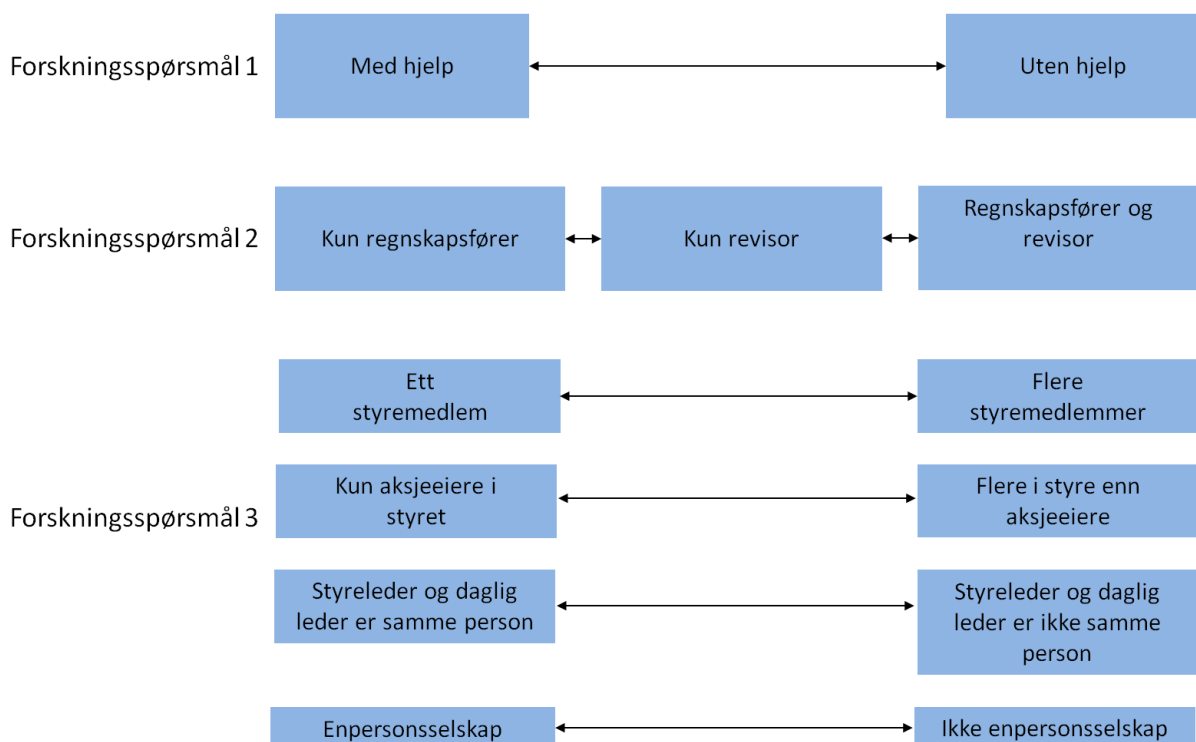 Forskningsspørsmål 1
Med hjelp
Uten hjelp
Forskningsspørsmål 2
Kun regnskapsfører
Kun revisor
Regnskapsfører og
revisor
Forskningsspørsmål 3
Ett
styremedlem
Flere
styremedlemmer
Kun aksjeeiere i
styret
Flere i styre enn
aksjeeiere
Styreleder og daglig
leder er samme person
Styreleder og daglig
leder er ikke samme
person
Enpersonsselskap
Ikke enpersonsselskap